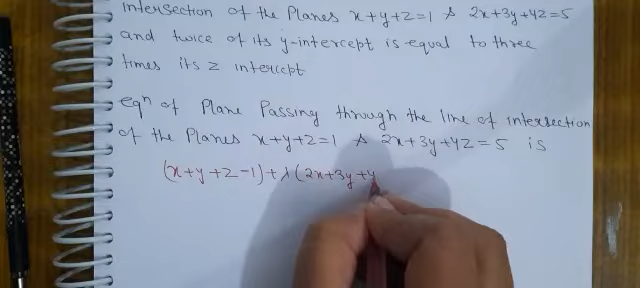 intersection of the Planes x+y+z=1 & 2x+3y+4z=5
and twice of its y-intercept is equal to three
times its z intercept
eqn of Plane Passing through the line of intersection
of the Planes x+y+z=1 & 2x+3y+4z=5 is
(x+y+z-1)+λ(2x+3y+4